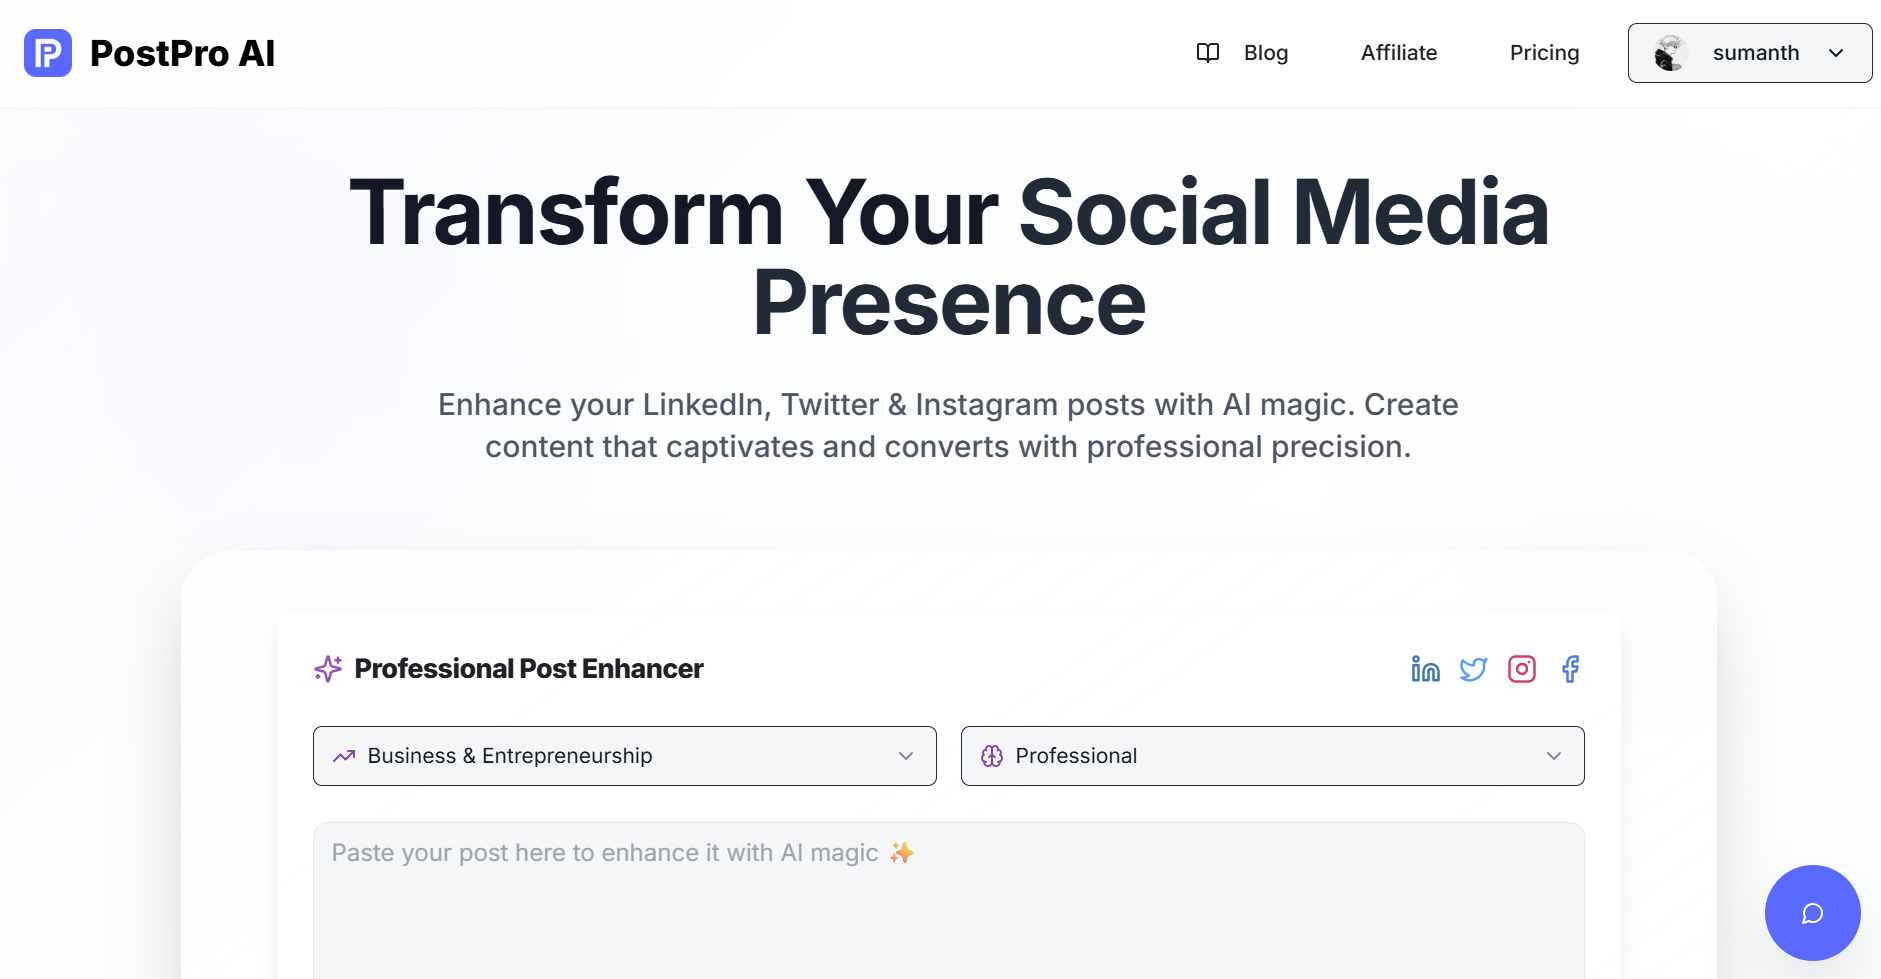 PostPro AI
Blog
Affiliate
Pricing
sumanth
Transform Your Social Media
Presence
Enhance your LinkedIn, Twitter & Instagram posts with AI magic. Create
content that captivates and converts with professional precision.
Professional Post Enhancer
Business & Entrepreneurship
Professional
Paste your post here to enhance it with AI magic ✨